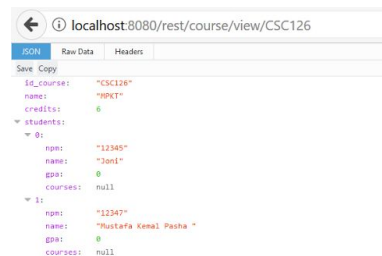 localhost:8080/rest/course/view/CSC126
JSON Raw Data Headers
Save Copy
id_course: "CSC126"
name: "MPKT"
credits: 6
students:
0:
npm: "12345"
name: "Joni"
gpa: 0
courses: null
1:
npm: "12347"
name: "Mustafa Kemal Pasha "
gpa: 0
courses: null